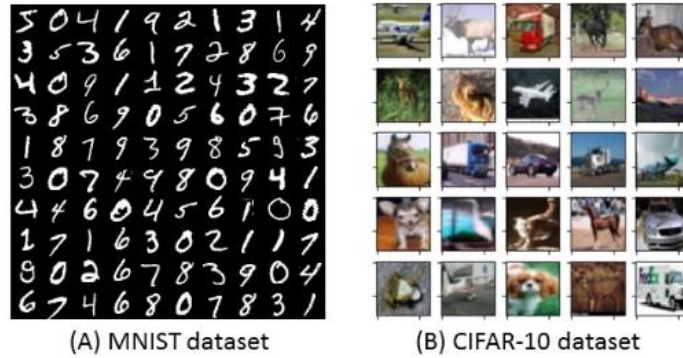 5 0 4 1 9 2 1 3 1 4
3 5 3 6 1 7 2 8 6 9
4 0 9 1 1 2 4 3 2 7
3 8 6 9 0 5 6 0 7 6
1 8 7 9 3 9 8 5 9 3
3 0 7 4 9 8 0 9 4 1
4 4 6 0 4 5 6 1 0 0
1 7 1 6 3 0 2 1 1 7
9 0 2 6 7 8 3 9 0 4
6 7 4 6 8 0 7 8 3 1
FedEx
(A) MNIST dataset
(B) CIFAR-10 dataset